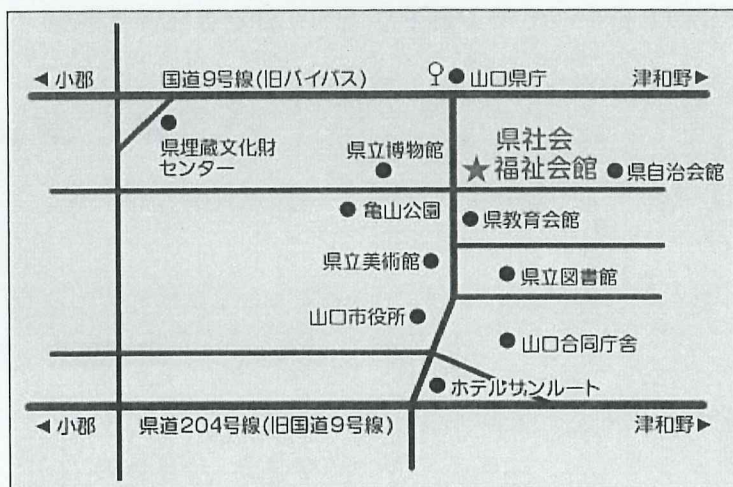 ◀小郡
国道9号線(旧バイパス)
山口県庁
津和野▶
県埋蔵文化財
センター
県立博物館
県社会
★福祉会館
県自治会館
亀山公園
県教育会館
県立美術館
県立図書館
山口市役所
山口合同庁舎
ホテルサンルート
◀小郡
県道204号線(旧国道9号線)
津和野▶